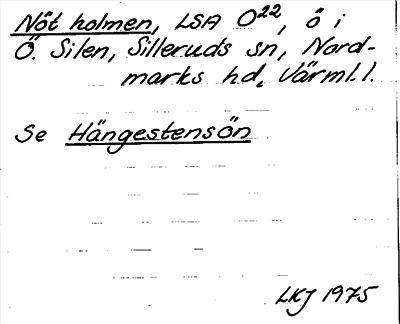 Nöt holmen, LSA O22, ö i
Ö. Silen, Silleruds sn, Nord-
marks hd, Värml. l.
Se Hängestensön
LKJ 1975